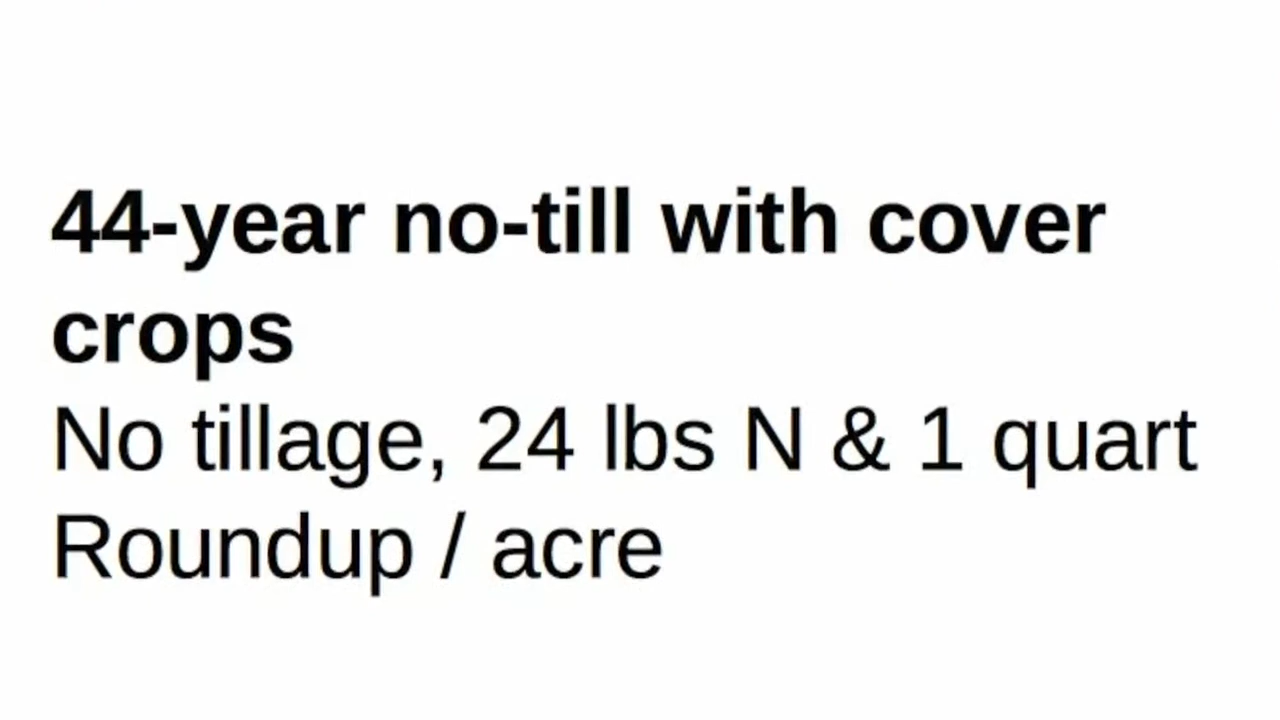 44-year no-till with cover
crops
No tillage, 24 lbs N & 1 quart
Roundup / acre